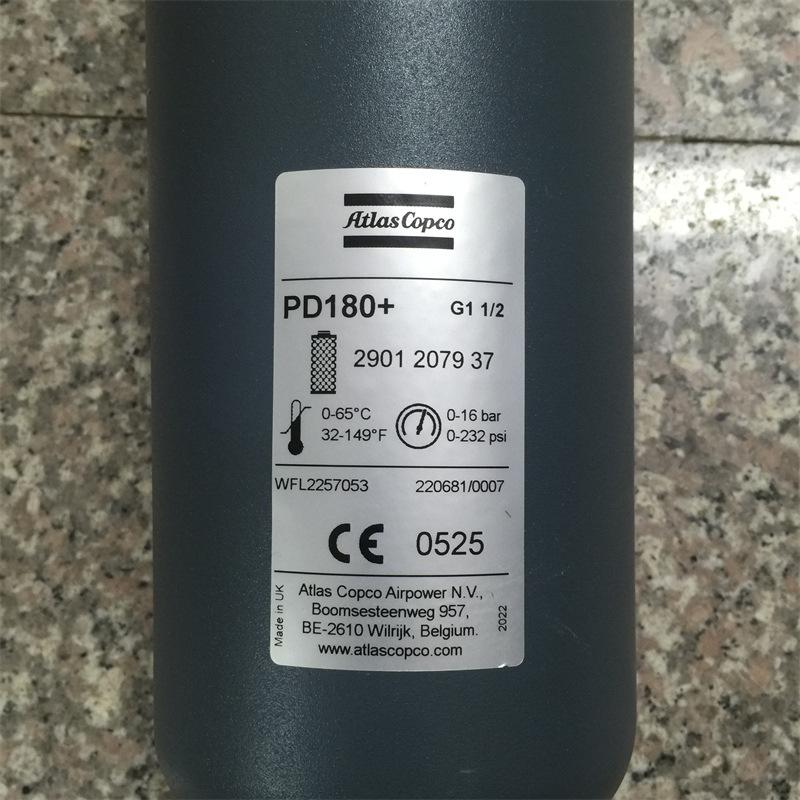 Atlas Copco
PD180+ G1 1/2
2901 2079 37
0-65°C
32-149°F
0-16 bar
0-232 psi
WFL2257053 220681/0007
CE 0525
Made in UK
Atlas Copco Airpower N.V.,
Boomsesteenweg 957,
BE-2610 Wilrijk, Belgium.
www.atlascopco.com
2022